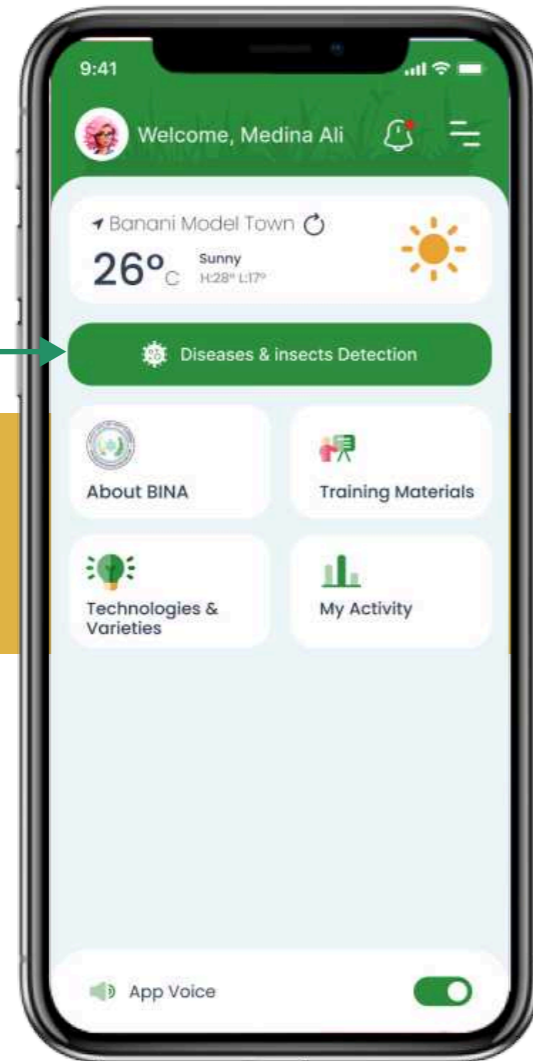 9:41
Welcome, Medina Ali
Banani Model Town
26°C
Sunny
H:28° L:17°
Diseases & insects Detection
About BINA
Training Materials
Technologies &
Varieties
My Activity
App Voice